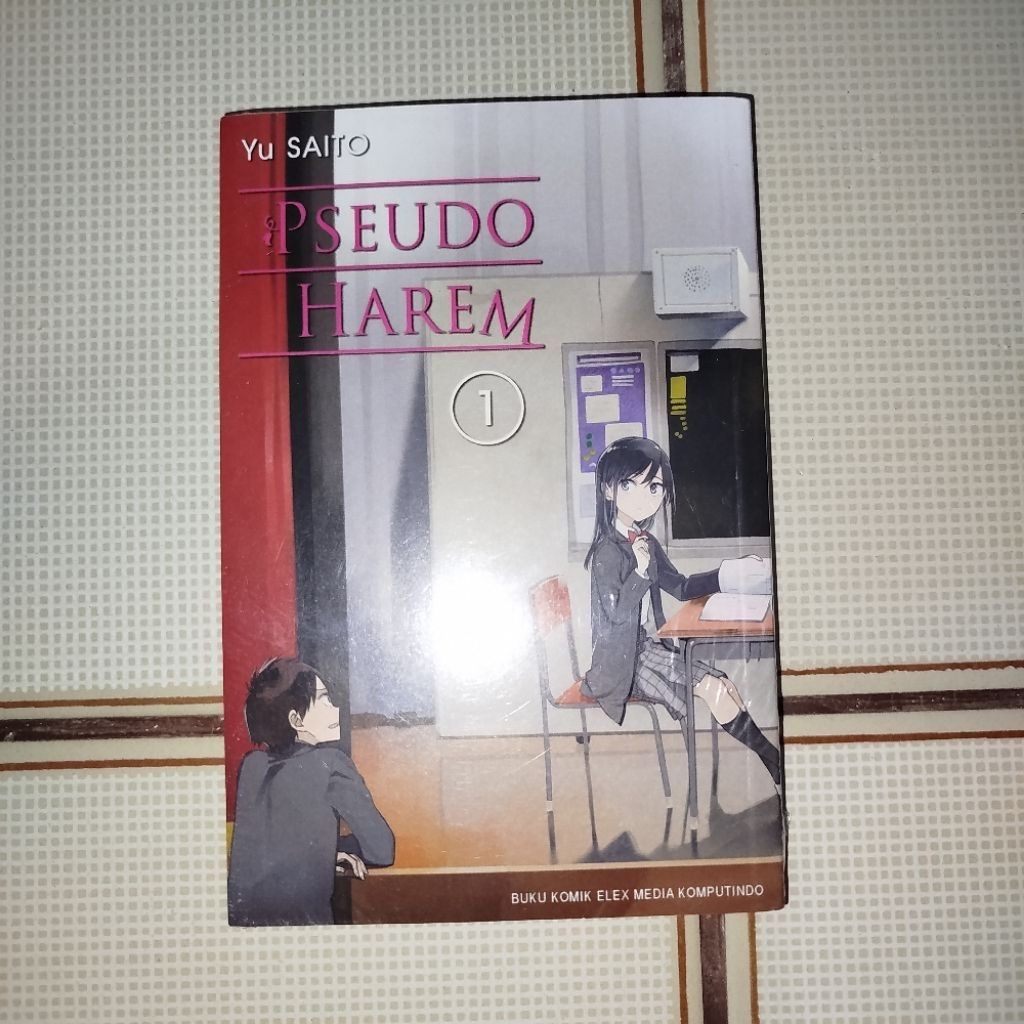 Yu SAITO
PSEUDO
HAREM
1
BUKU KOMIK ELEX MEDIA KOMPUTINDO